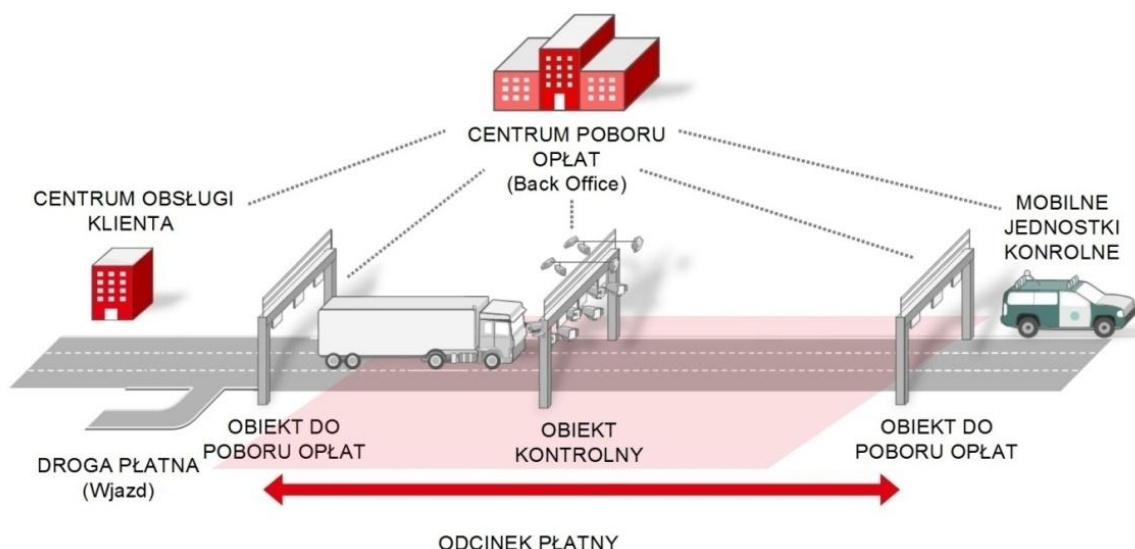 CENTRUM POBORU
OPŁAT
(Back Office)
CENTRUM OBSŁUGI
KLIENTA
MOBILNE
JEDNOSTKI
KONROLNE
OBIEKT DO
POBORU OPŁAT
OBIEKT
KONTROLNY
OBIEKT DO
POBORU OPŁAT
DROGA PŁATNA
(Wjazd)
ODCINEK PŁATNY